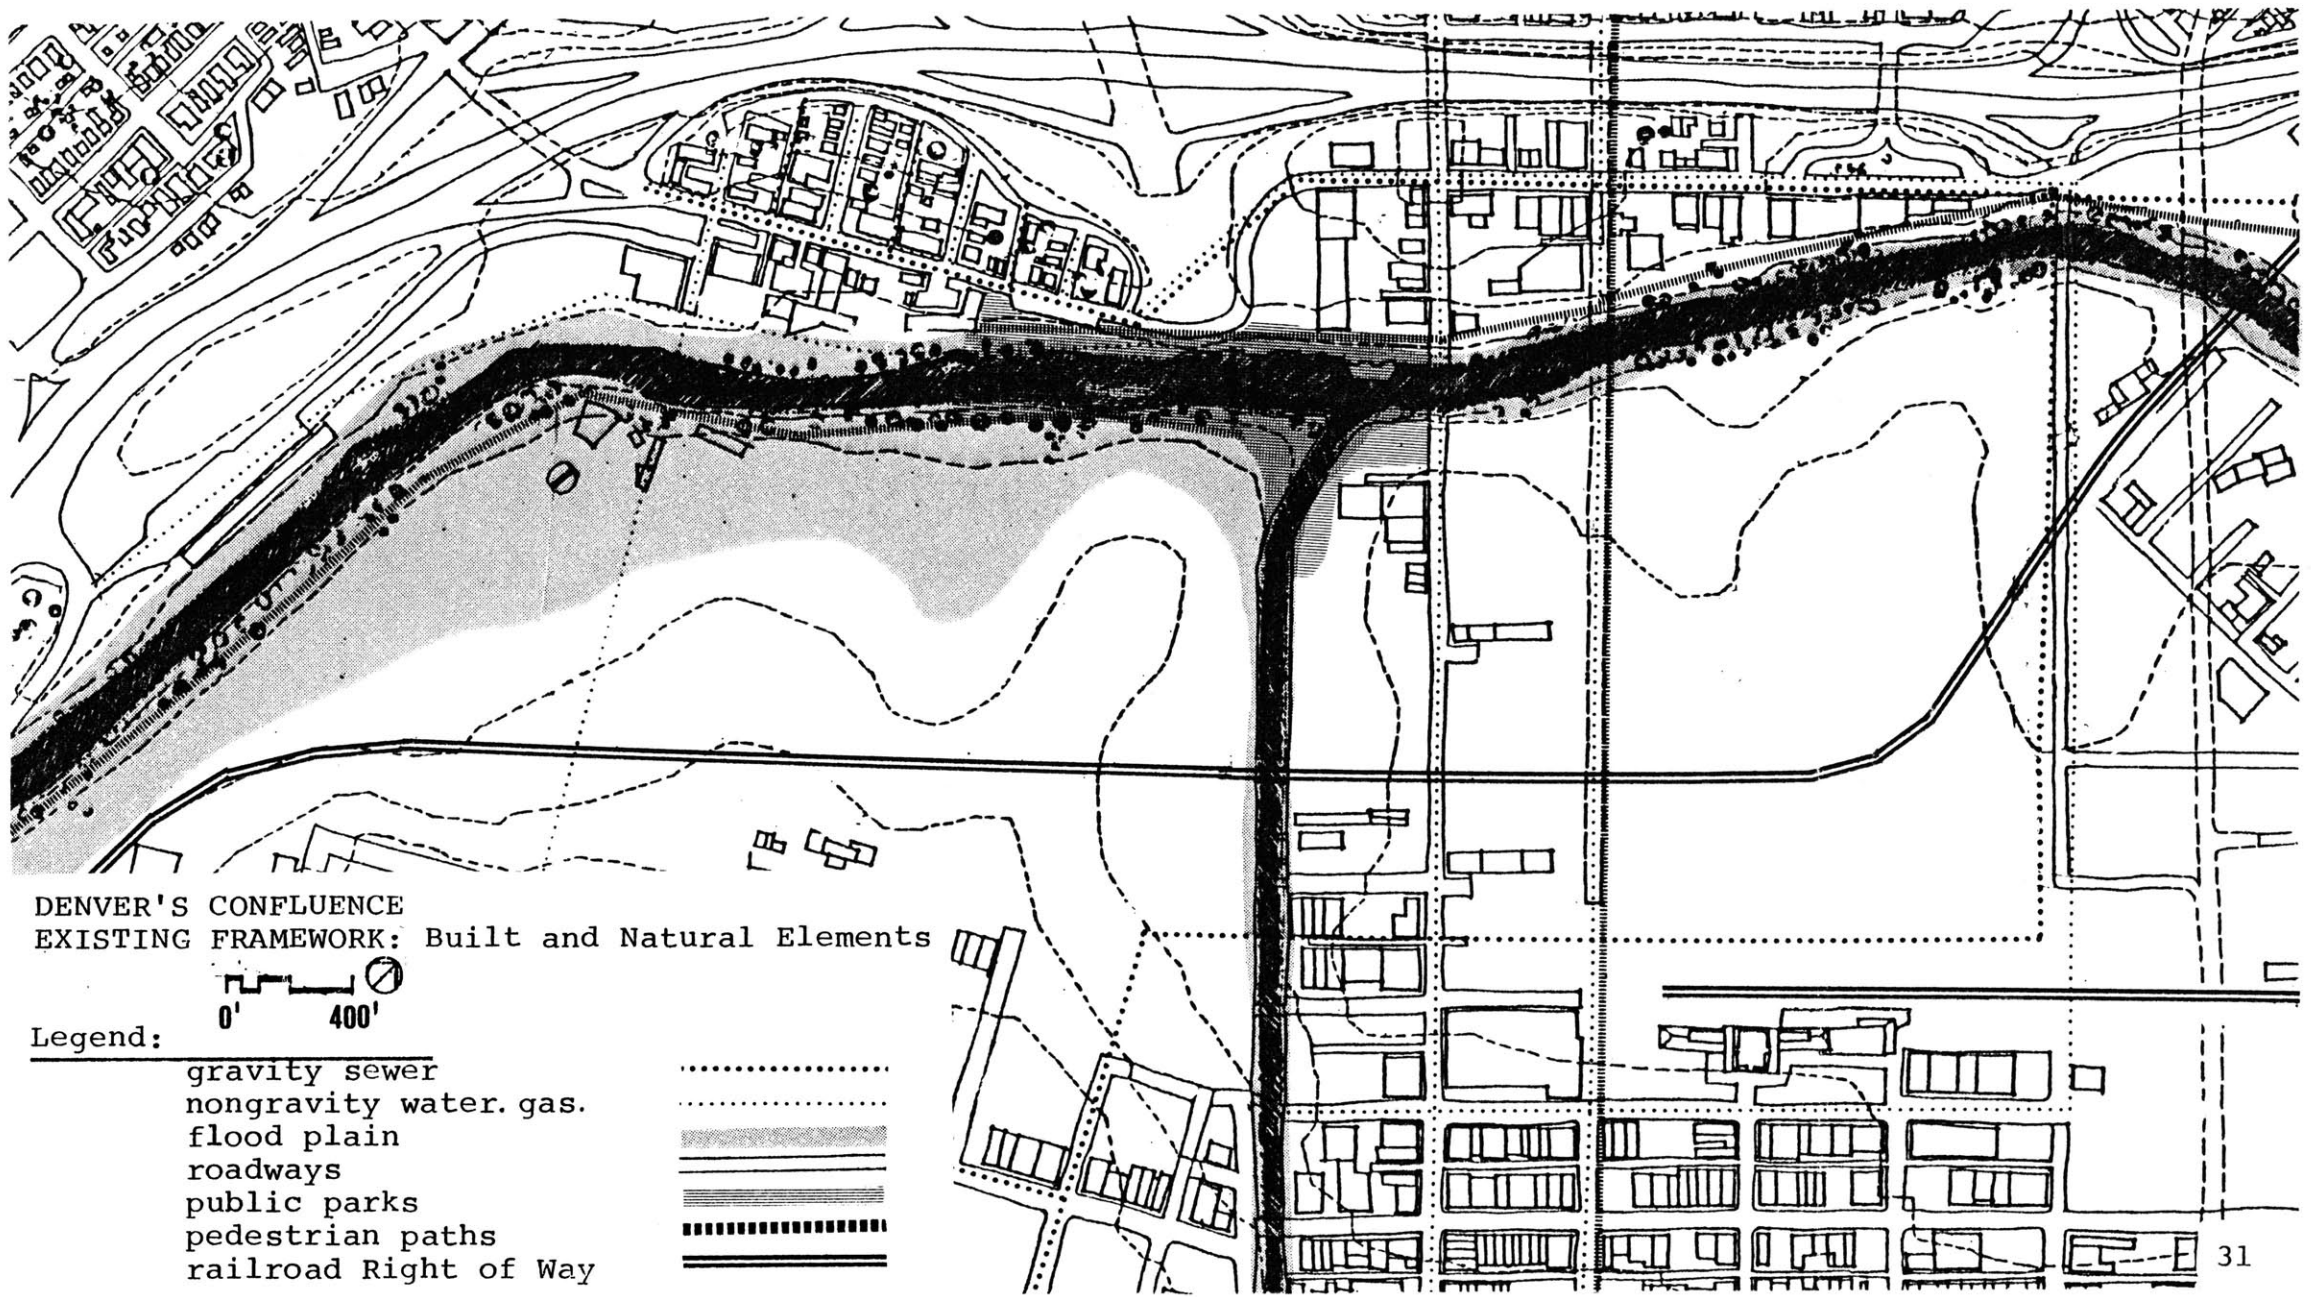 DENVER'S CONFLUENCE
EXISTING FRAMEWORK: Built and Natural Elements
0' 400'
Legend:
gravity sewer
nongravity water. gas.
flood plain
roadways
public parks
pedestrian paths
railroad Right of Way
31